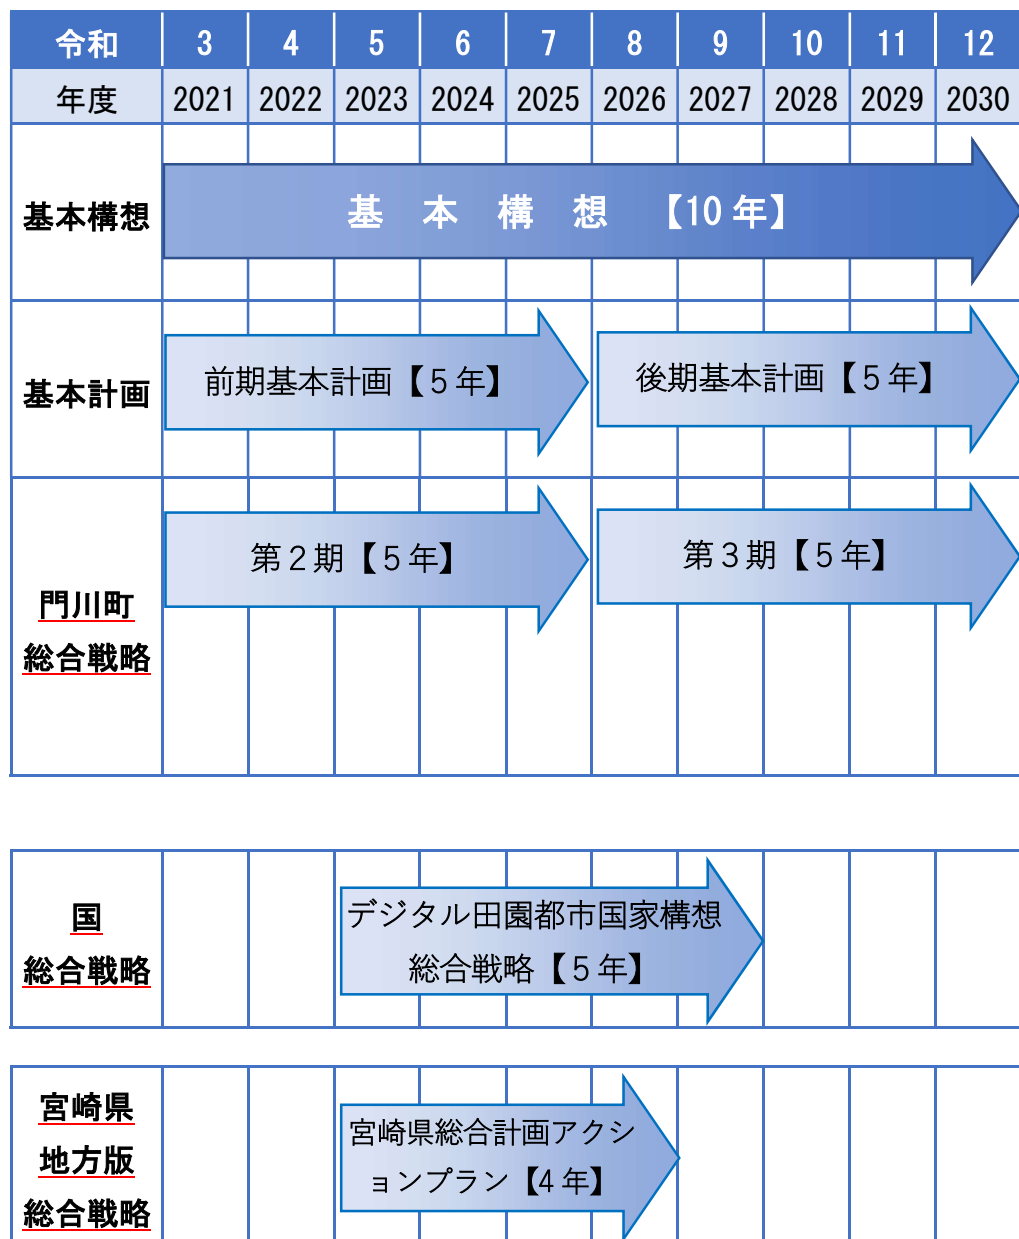 令和 3 4 5 6 7 8 9 10 11 12
年度 2021 2022 2023 2024 2025 2026 2027 2028 2029 2030
基本構想
基 本 構 想 【10 年】
基本計画
前期基本計画【５年】
後期基本計画【５年】
門川町
総合戦略
第２期【５年】
第３期【５年】
国
総合戦略
デジタル田園都市国家構想
総合戦略【５年】
宮崎県
地方版
総合戦略
宮崎県総合計画アクシ
ョンプラン【4 年】